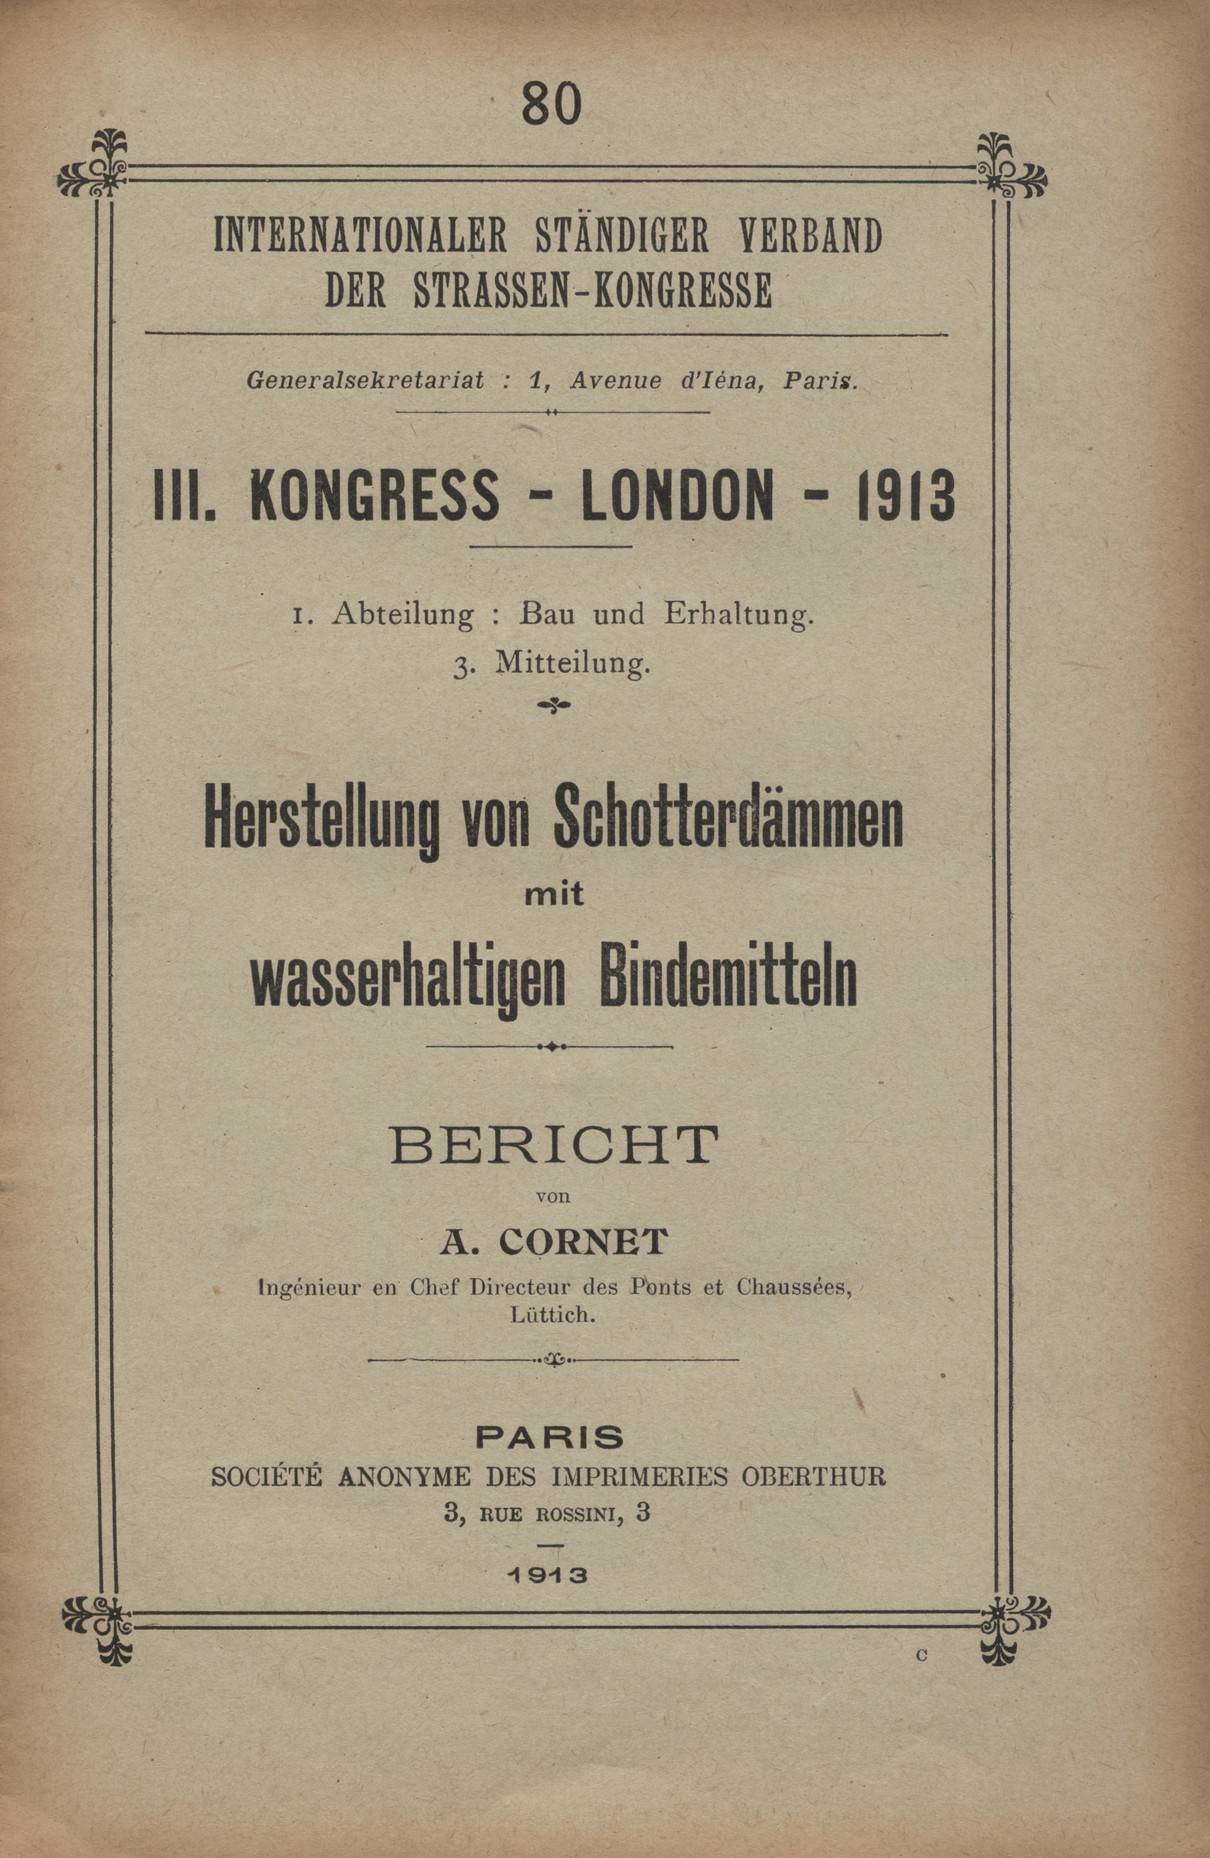 80
INTERNATIONALER STÄNDIGER VERBAND
DER STRASSEN-KONGRESSE
Generalsekretariat : 1, Avenue d'Iéna, Paris.
III. KONGRESS - LONDON - 1913
1. Abteilung : Bau und Erhaltung.
3. Mitteilung.
Herstellung von Schotterdämmen
mit
wasserhaltigen Bindemitteln
BERICHT
von
A. CORNET
Ingénieur en Chef Directeur des Ponts et Chaussées,
Lüttich.
PARIS
SOCIÉTÉ ANONYME DES IMPRIMERIES OBERTHUR
3, RUE ROSSINI, 3
1913
C